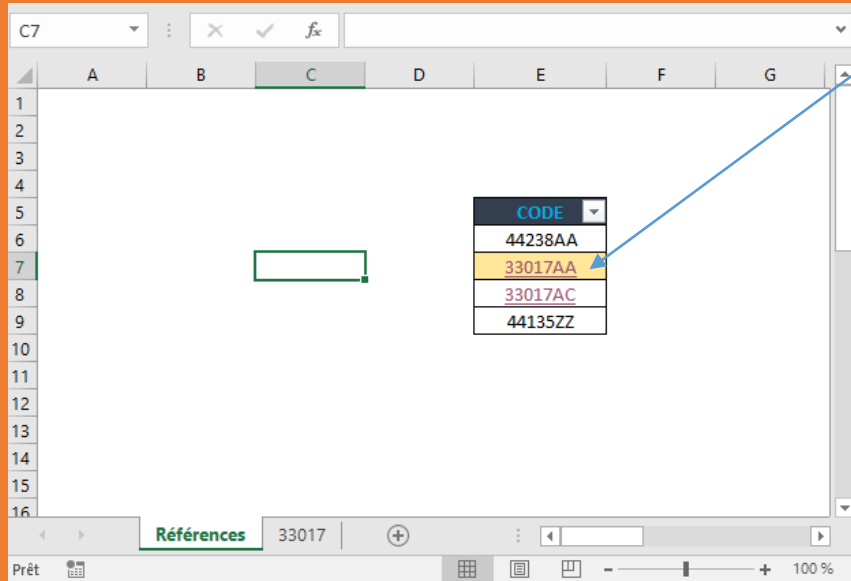 C7 fx
A B C D E F G
1
2
3
4
5 CODE
6 44238AA
7 33017AA
8 33017AC
9 44135ZZ
10
11
12
13
14
15
16
Références 33017
Prêt 100 %